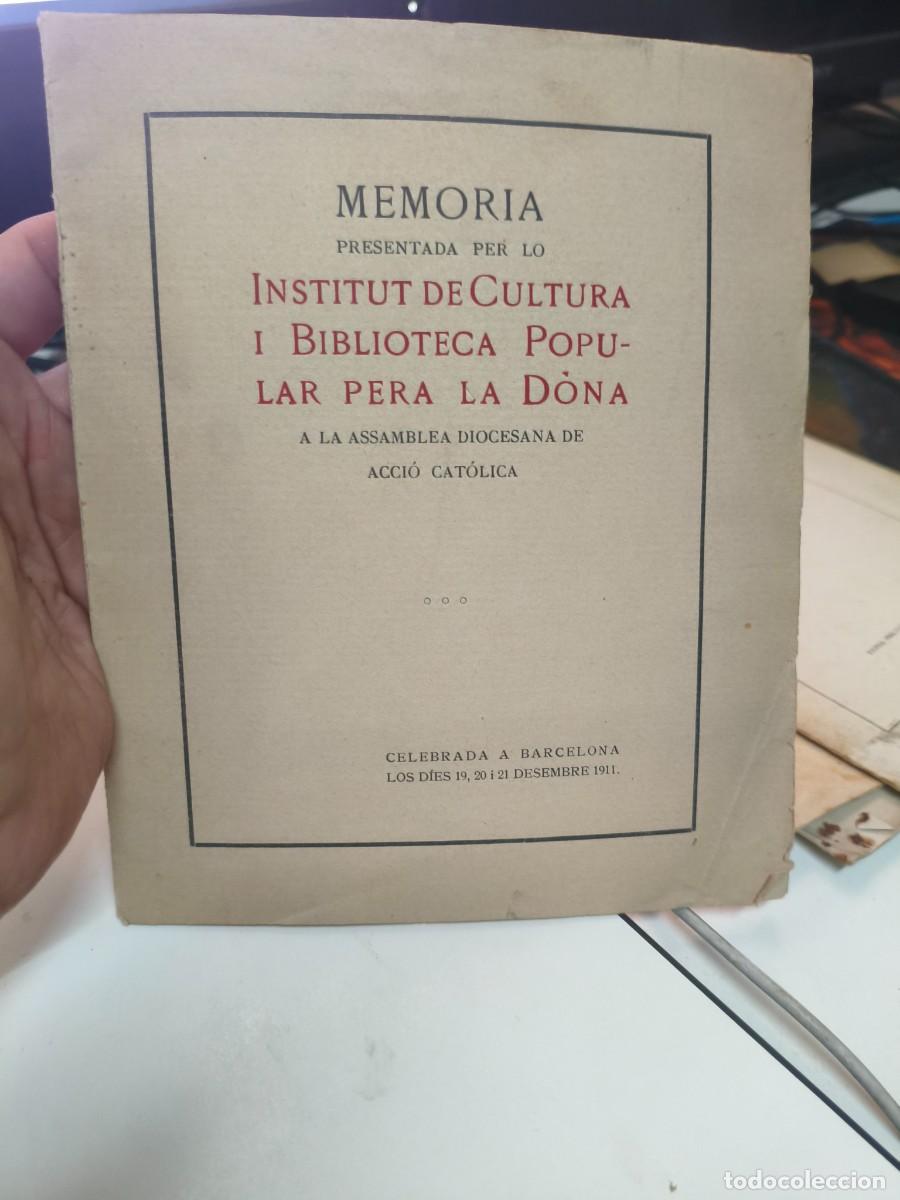 MEMORIA
PRESENTADA PER LO
INSTITUT DE CULTURA
I BIBLIOTECA POPU-
LAR PERA LA DÒNA
A LA ASSAMBLEA DIOCESANA DE
ACCIÓ CATÓLICA
CELEBRADA A BARCELONA
LOS DÍES 19, 20 i 21 DESEMBRE 1911.
todocoleccion